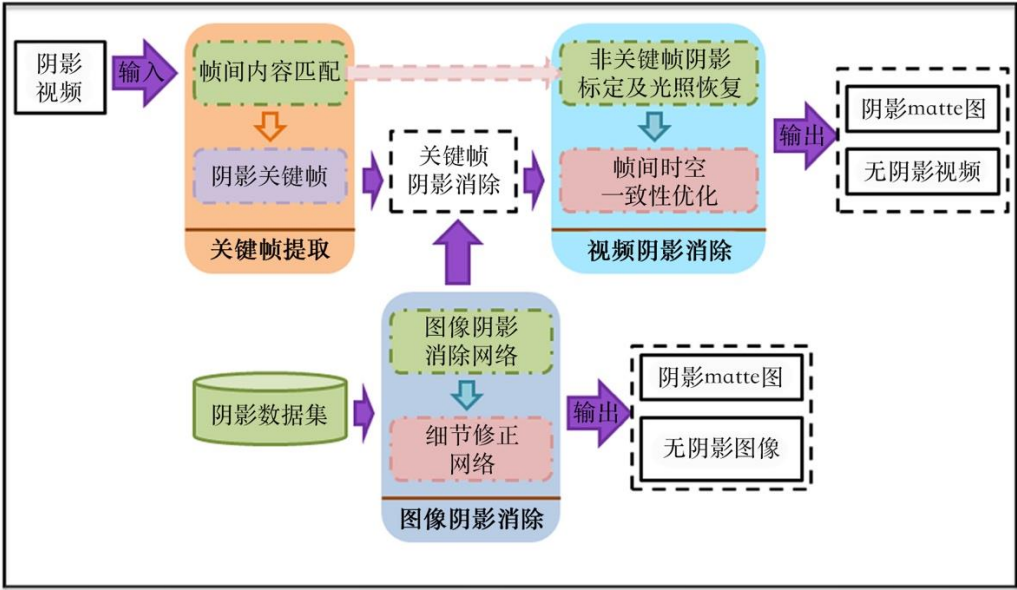 阴影
视频
输入
帧间内容匹配
阴影关键帧
关键帧提取
关键帧
阴影消除
非关键帧阴影
标定及光照恢复
帧间时空
一致性优化
视频阴影消除
输出
阴影matte图
无阴影视频
阴影数据集
图像阴影
消除网络
细节修正
网络
图像阴影消除
输出
阴影matte图
无阴影图像